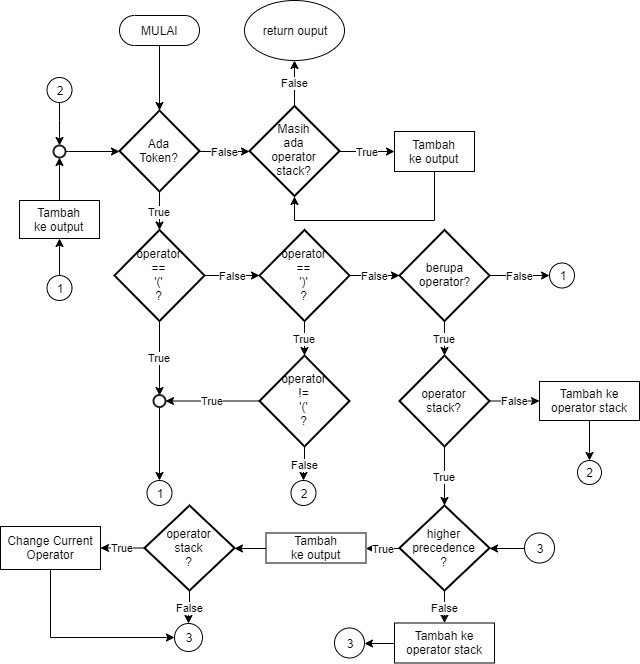 MULAI
return ouput
False
2
Ada
Token?
False
Masih
ada
operator
stack?
True
Tambah
ke output
Tambah
ke output
True
1
operator
==
'('
?
False
operator
==
')'
?
False
berupa
operator?
False
1
True
True
True
operator
!=
'('
?
True
operator
stack?
False
Tambah ke
operator stack
False
True
1
2
2
Change Current
Operator
True
operator
stack
?
Tambah
ke output
True
higher
precedence
?
3
False
False
3
3
Tambah ke
operator stack